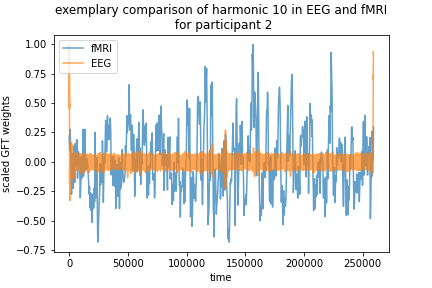 exemplary comparison of harmonic 10 in EEG and fMRI
for participant 2
fMRI
EEG
scaled GFT weights
1.00
0.75
0.50
0.25
0.00
−0.25
−0.50
−0.75
0 50000 100000 150000 200000 250000
time